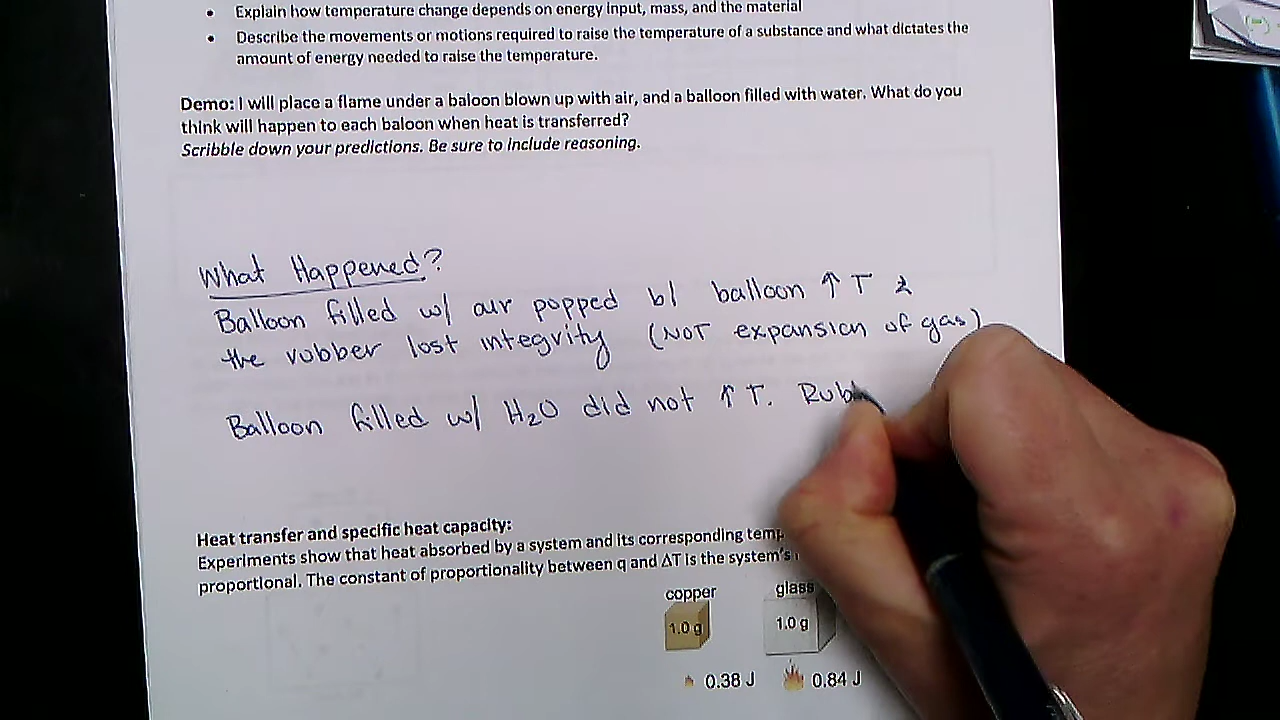 • Explain how temperature change depends on energy input, mass, and the material
• Describe the movements or motions required to raise the temperature of a substance and what dictates the
amount of energy needed to raise the temperature.
Demo: I will place a flame under a baloon blown up with air, and a balloon filled with water. What do you
think will happen to each baloon when heat is transferred?
Scribble down your predictions. Be sure to include reasoning.
What Happened?
Balloon filled w/ air popped b/ balloon ↑ T &
the rubber lost integrity (NOT expansion of gas)
Balloon filled w/ H₂O did not ↑ T. Rub
Heat transfer and specific heat capacity:
Experiments show that heat absorbed by a system and its corresponding temp
proportional. The constant of proportionality between q and ΔT is the system's
copper glass
1.0 g 1.0 g
0.38 J 0.84 J